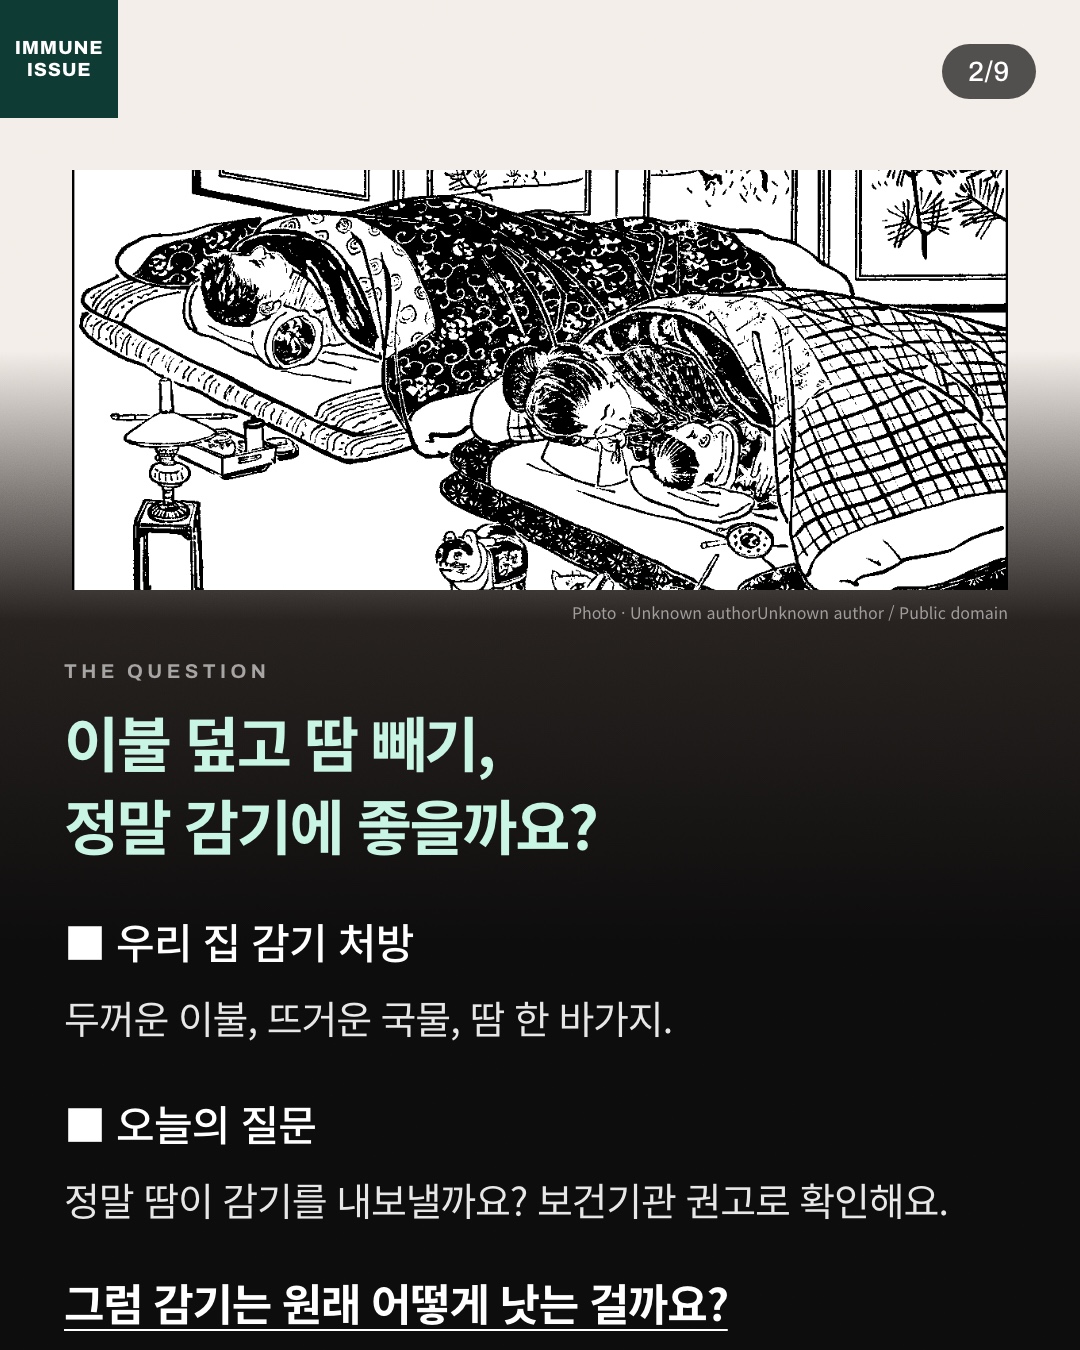 IMMUNE
ISSUE
2/9
Photo · Unknown authorUnknown author / Public domain
THE QUESTION
이불 덮고 땀 빼기,
정말 감기에 좋을까요?
■ 우리 집 감기 처방
두꺼운 이불, 뜨거운 국물, 땀 한 바가지.
■ 오늘의 질문
정말 땀이 감기를 내보낼까요? 보건기관 권고로 확인해요.
그럼 감기는 원래 어떻게 낫는 걸까요?